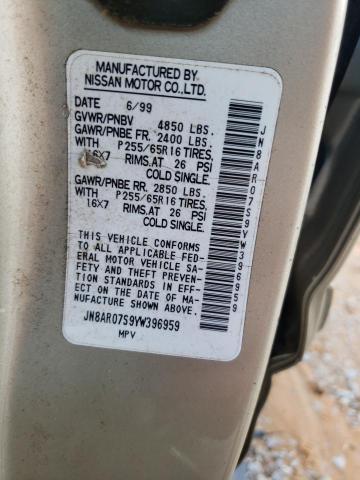 MANUFACTURED BY
NISSAN MOTOR CO.,LTD.
DATE 6/99
GVWR/PNBV 4850 LBS.
GAWR/PNBE FR. 2400 LBS.
WITH P255/65R16 TIRES,
16X7 RIMS.AT 26 PSI
COLD SINGLE.
GAWR/PNBE RR. 2850 LBS.
WITH P255/65R16 TIRES,
16X7 RIMS.AT 26 PSI
COLD SINGLE.
THIS VEHICLE CONFORMS
TO ALL APPLICABLE FED-
ERAL MOTOR VEHICLE SA-
FETY AND THEFT PREVEN-
TION STANDARDS IN EFF-
ECT ON THE DATE OF MA-
NUFACTURE SHOWN ABOVE.
JN8AR07S9YW396959
MPV
JN8AR07S9YW396959